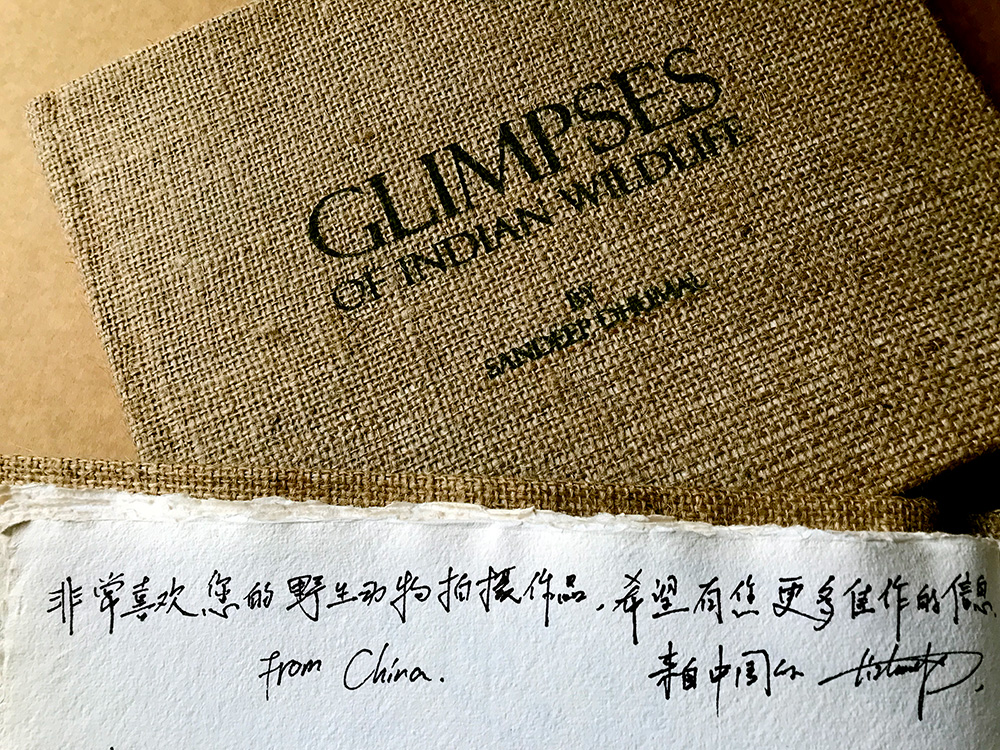 GLIMPSES
OF INDIAN WILDLIFE
BY
SANDEEP DHUMAL
非常喜欢您的野生动物拍摄作品，希望有您更多佳作的信息
from China.
来自中国的